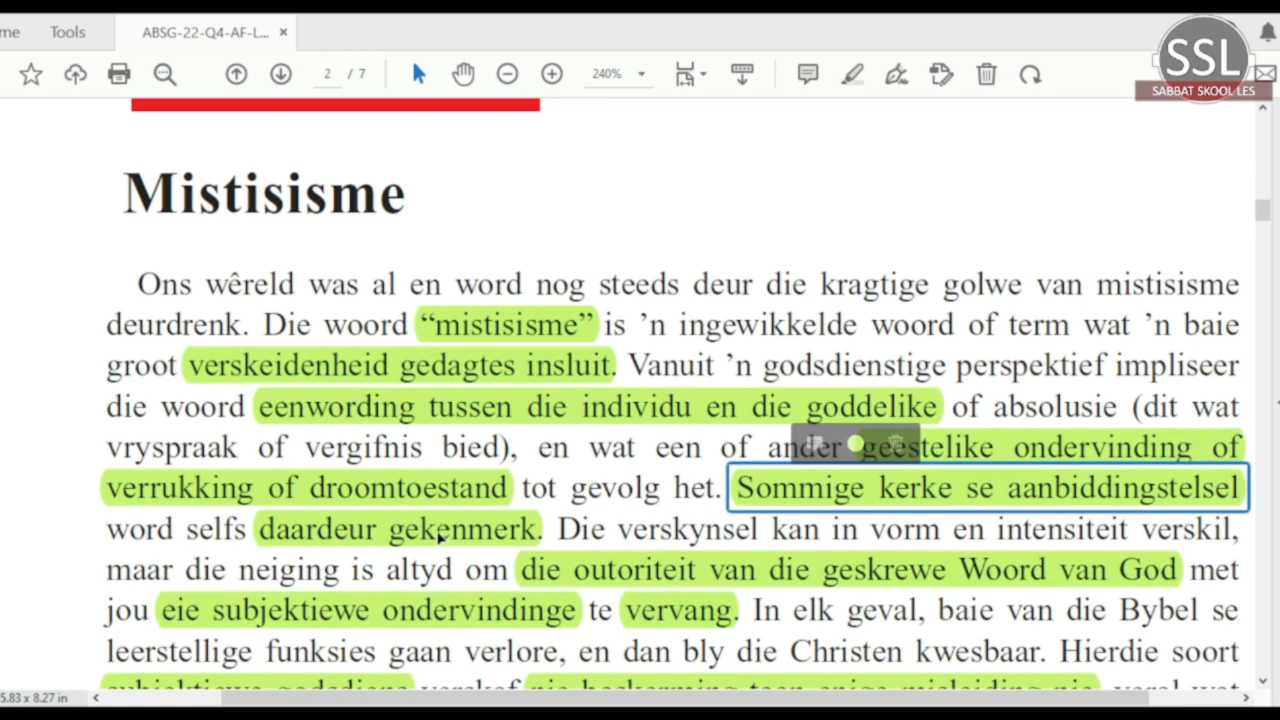 me Tools ABSG-22-Q4-AF-L... ×
2 / 7 240%
SSL
SABBAT SKOOL LES
Mistisisme
Ons wêreld was al en word nog steeds deur die kragtige golwe van mistisisme
deurdrenk. Die woord “mistisisme” is ’n ingewikkelde woord of term wat ’n baie
groot verskeidenheid gedagtes insluit. Vanuit ’n godsdienstige perspektief impliseer
die woord eenwording tussen die individu en die goddelike of absolusie (dit wat
vryspraak of vergifnis bied), en wat een of ander geestelike ondervinding of
verrukking of droomtoestand tot gevolg het. Sommige kerke se aanbiddingstelsel
word selfs daardeur gekenmerk. Die verskynsel kan in vorm en intensiteit verskil,
maar die neiging is altyd om die outoriteit van die geskrewe Woord van God met
jou eie subjektiewe ondervindinge te vervang. In elk geval, baie van die Bybel se
leerstellige funksies gaan verlore, en dan bly die Christen kwesbaar. Hierdie soort
5.83 x 8.27 in